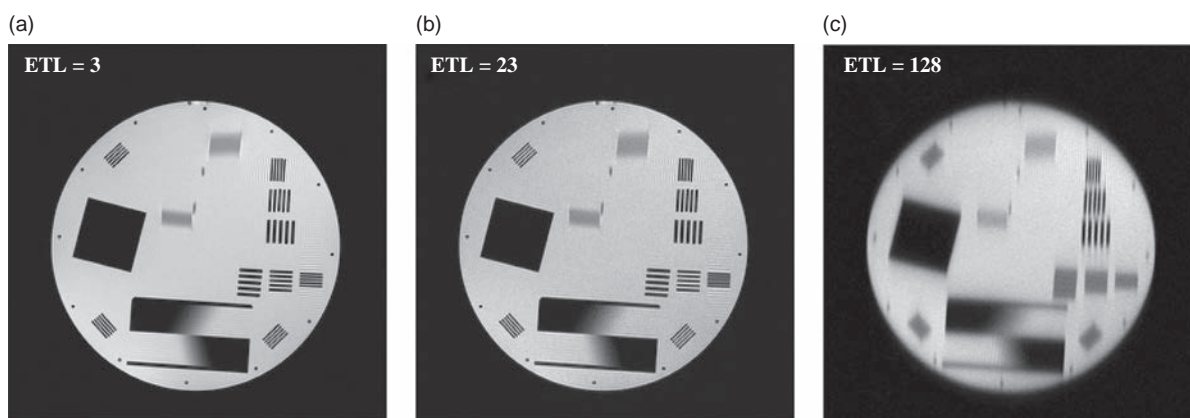 (a)
ETL = 3
(b)
ETL = 23
(c)
ETL = 128